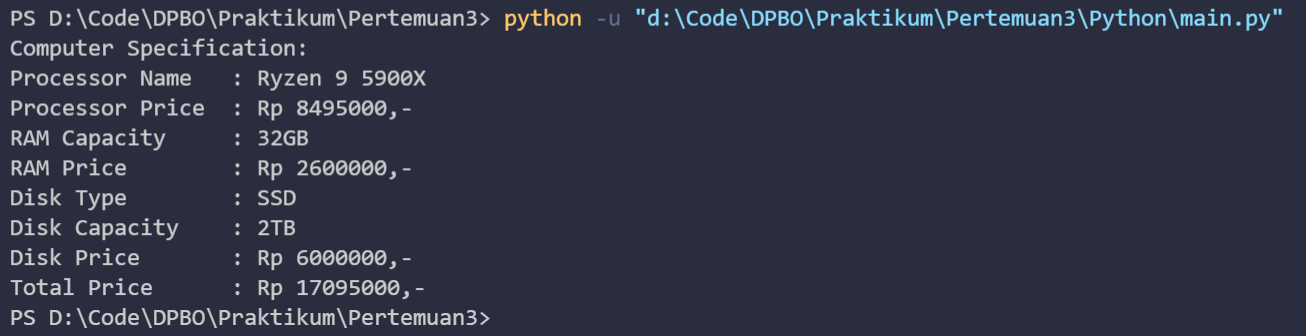 PS D:\Code\DPBO\Praktikum\Pertemuan3> python -u "d:\Code\DPBO\Praktikum\Pertemuan3\Python\main.py"
Computer Specification:
Processor Name   : Ryzen 9 5900X
Processor Price  : Rp 8495000,-
RAM Capacity     : 32GB
RAM Price        : Rp 2600000,-
Disk Type        : SSD
Disk Capacity    : 2TB
Disk Price       : Rp 6000000,-
Total Price      : Rp 17095000,-
PS D:\Code\DPBO\Praktikum\Pertemuan3>